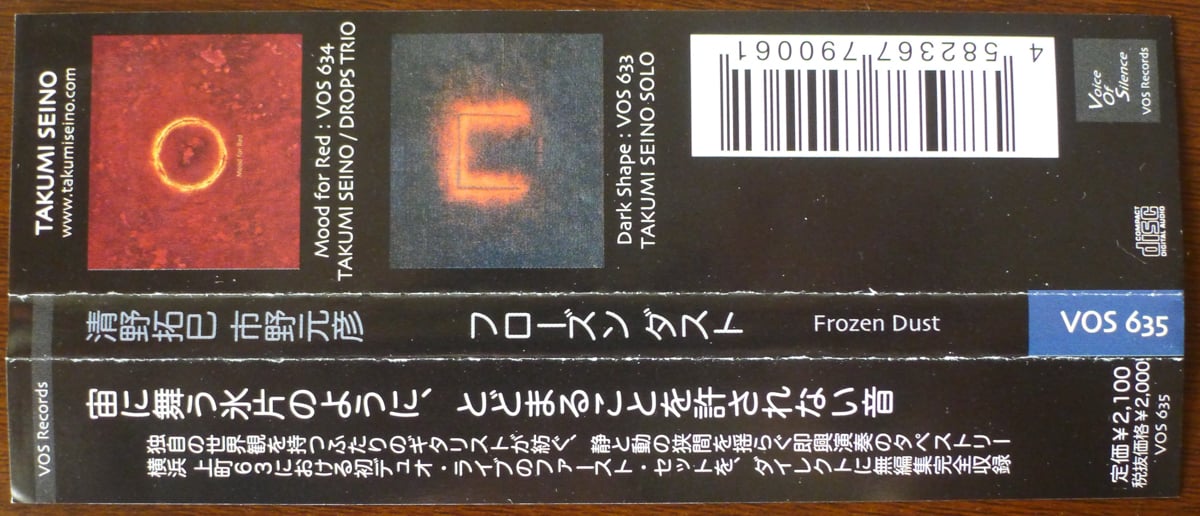 TAKUMI SEINO
www.takumiseino.com
Mood for Red
Mood for Red : VOS 634
TAKUMI SEINO / DROPS TRIO
Dark Shape : VOS 633
TAKUMI SEINO SOLO
4 582367 790061
Voice
Of
Silence
VOS Records
COMPACT
disc
DIGITAL AUDIO
清野拓巳 市野元彦
フローズン ダスト
Frozen Dust
VOS 635
VOS Records
宙に舞う氷片のように、とどまることを許されない音
独自の世界観を持つふたりのギタリストが紡ぐ、静と動の狭間を揺らぐ即興演奏のタペストリー
横浜 上町63における初デュオ・ライブのファースト・セットを、ダイレクトに無編集完全収録
定価¥2,100
税抜価格¥2,000
VOS 635